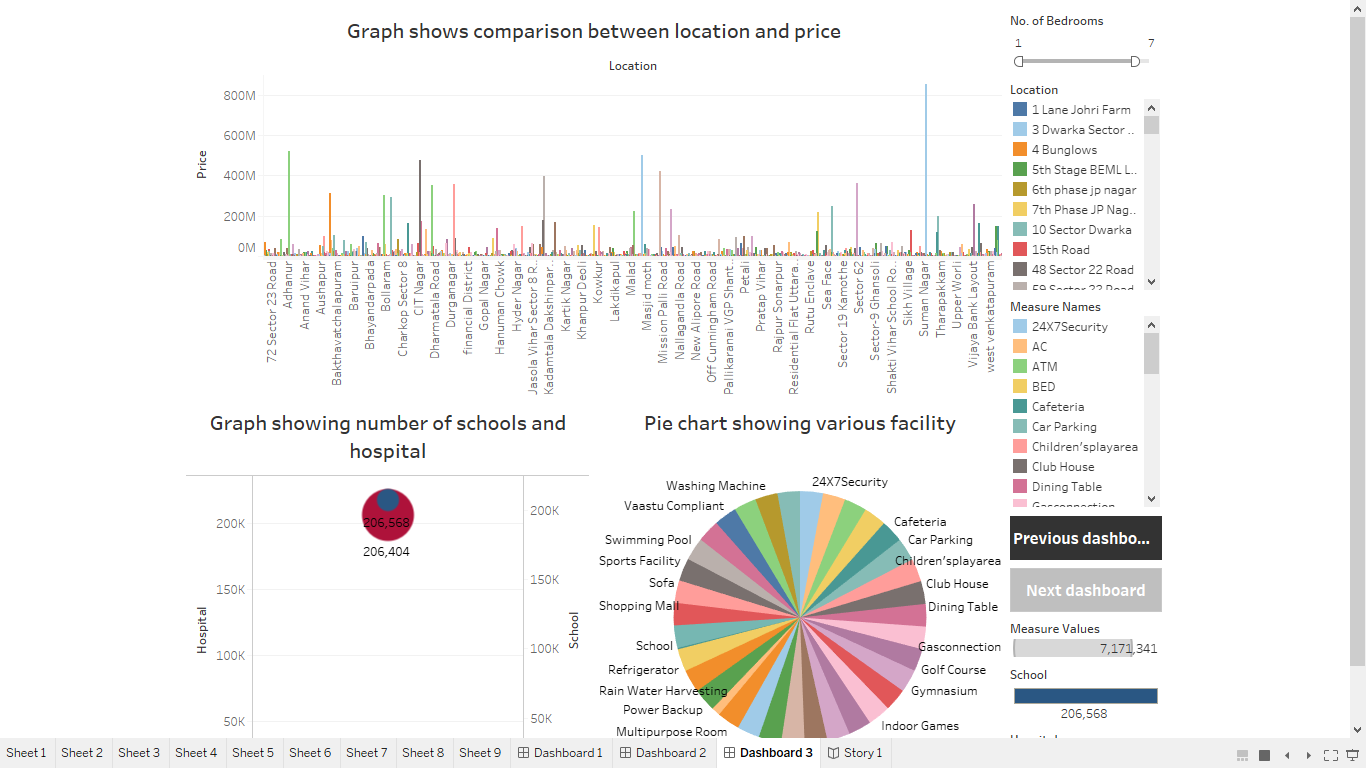 Graph shows comparison between location and price
Location
Price
800M
600M
400M
200M
0M
72 Sector 23 Road
Adhanur
Anand Vihar
Aushapur
Bakthavatchalapuram
Baruipur
Bhayandarpada
Bollaram
Charkop Sector 8
CIT Nagar
Dharmatala Road
Durganagar
financial District
Gopal Nagar
Hanuman Chowk
Hyder Nagar
Jasola Vihar Sector 8 R..
Kadamtala Dakshinpar..
Kartik Nagar
Khanpur Deoli
Kowkur
Lakdikapul
Malad
Masjid moth
Mission Palli Road
Nallagandla Road
New Alipore Road
Off Cunningham Road
Pallikaranai VGP Shant..
Petali
Pratap Vihar
Rajpur Sonarpur
Residential Flat Uttara..
Rutu Enclave
Sea Face
Sector 19 Kamothe
Sector 62
Sector-9 Ghansoli
Shakti Vihar School Ro..
Sikh VIllage
Suman Nagar
Tharapakkam
Upper Worli
Vijaya Bank Layout
west venkatapuram
No. of Bedrooms
1 7
Location
1 Lane Johri Farm
3 Dwarka Sector ..
4 Bunglows
5th Stage BEML L..
6th phase jp nagar
7th Phase JP Nag..
10 Sector Dwarka
15th Road
48 Sector 22 Road
59 Sector 22 Road
Measure Names
24X7Security
AC
ATM
BED
Cafeteria
Car Parking
Children'splayarea
Club House
Dining Table
Gasconnection
Previous dashbo...
Next dashboard
Measure Values
7,171,341
School
206,568
Graph showing number of schools and
hospital
Hospital
200K
150K
100K
50K
206,568
206,404
200K
150K
100K
50K
School
Pie chart showing various facility
24X7Security
Cafeteria
Car Parking
Children'splayarea
Club House
Dining Table
Gasconnection
Golf Course
Gymnasium
Indoor Games
Washing Machine
Vaastu Compliant
Swimming Pool
Sports Facility
Sofa
Shopping Mall
School
Refrigerator
Rain Water Harvesting
Power Backup
Multipurpose Room
Sheet 1 Sheet 2 Sheet 3 Sheet 4 Sheet 5 Sheet 6 Sheet 7 Sheet 8 Sheet 9 Dashboard 1 Dashboard 2 Dashboard 3 Story 1